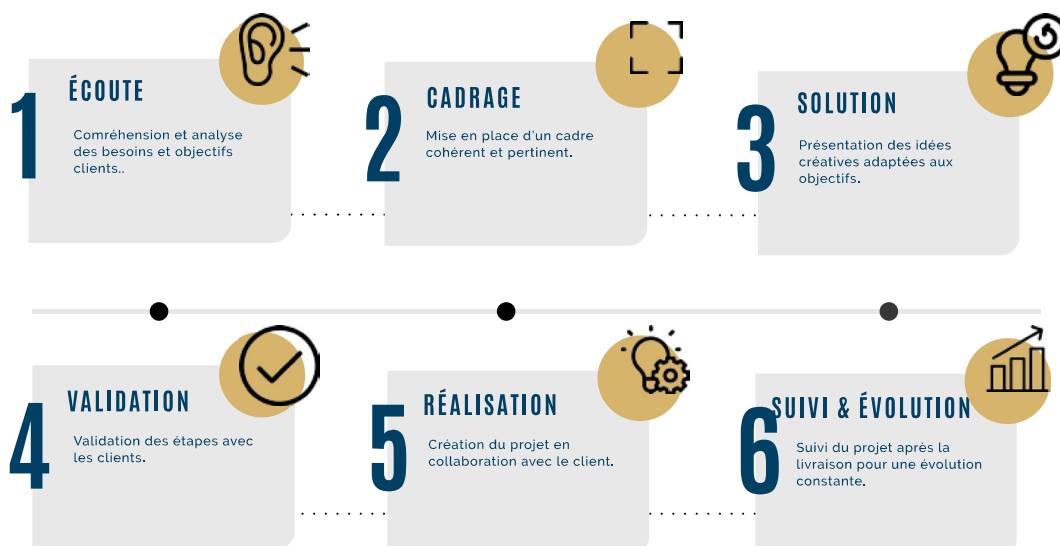 1
ÉCOUTE
Comréhension et analyse
des besoins et objectifs
clients..
2
CADRAGE
Mise en place d'un cadre
cohérent et pertinent.
3
SOLUTION
Présentation des idées
créatives adaptées aux
objectifs.
4
VALIDATION
Validation des étapes avec
les clients.
5
RÉALISATION
Création du projet en
collaboration avec le client.
6
SUIVI & ÉVOLUTION
Suivi du projet après la
livraison pour une évolution
constante.